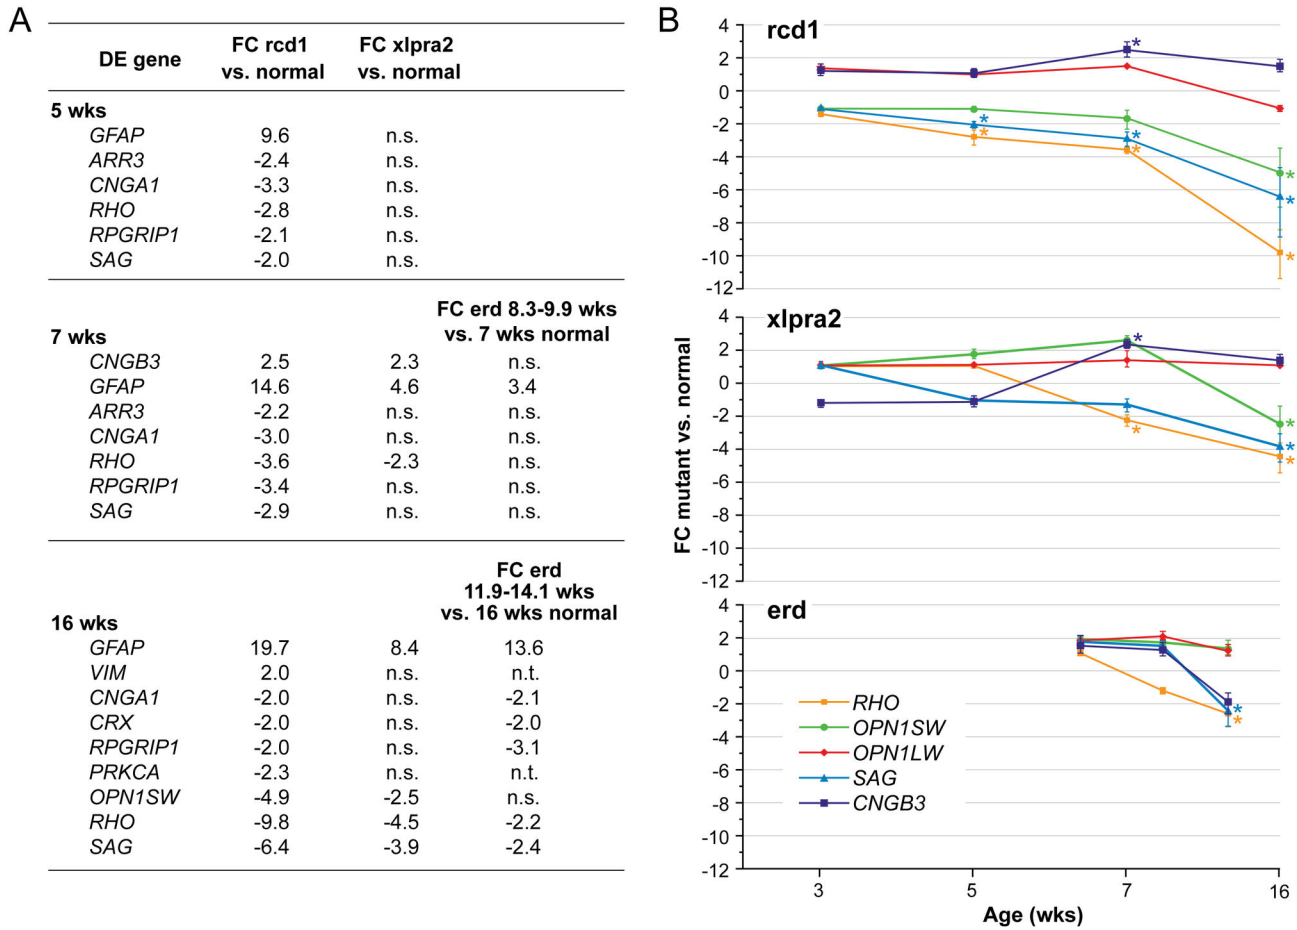 A
DE gene
FC rcd1
vs. normal
FC xlpra2
vs. normal
5 wks
GFAP 9.6 n.s.
ARR3 -2.4 n.s.
CNGA1 -3.3 n.s.
RHO -2.8 n.s.
RPGRIP1 -2.1 n.s.
SAG -2.0 n.s.
FC erd 8.3-9.9 wks
vs. 7 wks normal
7 wks
CNGB3 2.5 2.3 n.s.
GFAP 14.6 4.6 3.4
ARR3 -2.2 n.s. n.s.
CNGA1 -3.0 n.s. n.s.
RHO -3.6 -2.3 n.s.
RPGRIP1 -3.4 n.s. n.s.
SAG -2.9 n.s. n.s.
FC erd
11.9-14.1 wks
vs. 16 wks normal
16 wks
GFAP 19.7 8.4 13.6
VIM 2.0 n.s. n.t.
CNGA1 -2.0 n.s. -2.1
CRX -2.0 n.s. -2.0
RPGRIP1 -2.0 n.s. -3.1
PRKCA -2.3 n.s. n.t.
OPN1SW -4.9 -2.5 n.s.
RHO -9.8 -4.5 -2.2
SAG -6.4 -3.9 -2.4
B
rcd1
4
2
0
-2
-4
-6
-8
-10
-12
* * * * * * * *
xlpra2
4
2
0
-2
-4
-6
-8
-10
-12
* * * * *
erd
4
2
0
-2
-4
-6
-8
-10
-12
* *
FC mutant vs. normal
RHO
OPN1SW
OPN1LW
SAG
CNGB3
3 5 7 16
Age (wks)